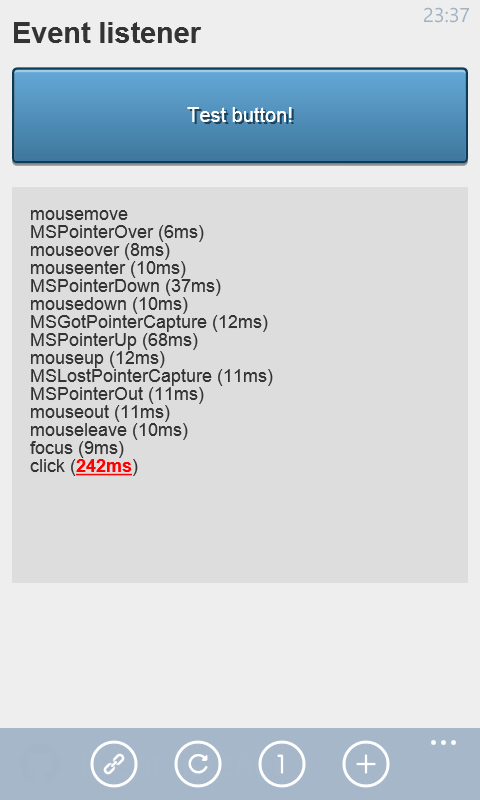 23:37
Event listener
Test button!
mousemove
MSPointerOver (6ms)
mouseover (8ms)
mouseenter (10ms)
MSPointerDown (37ms)
mousedown (10ms)
MSGotPointerCapture (12ms)
MSPointerUp (68ms)
mouseup (12ms)
MSLostPointerCapture (11ms)
MSPointerOut (11ms)
mouseout (11ms)
mouseleave (10ms)
focus (9ms)
click (242ms)
1